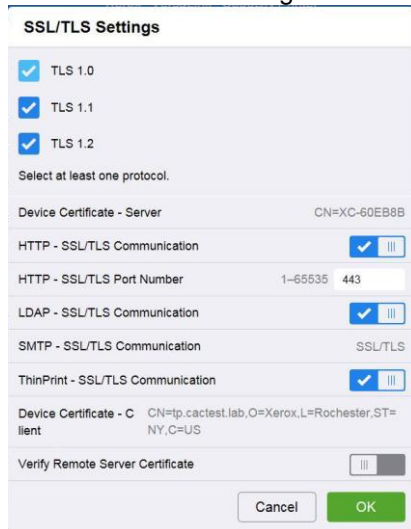 SSL/TLS Settings
TLS 1.0
TLS 1.1
TLS 1.2
Select at least one protocol.
Device Certificate - Server CN=XC-60EB8B
HTTP - SSL/TLS Communication
HTTP - SSL/TLS Port Number 1–65535 443
LDAP - SSL/TLS Communication
SMTP - SSL/TLS Communication SSL/TLS
ThinPrint - SSL/TLS Communication
Device Certificate - C CN=tp.cactest.lab,O=Xerox,L=Rochester,ST=
lient NY,C=US
Verify Remote Server Certificate
Cancel OK